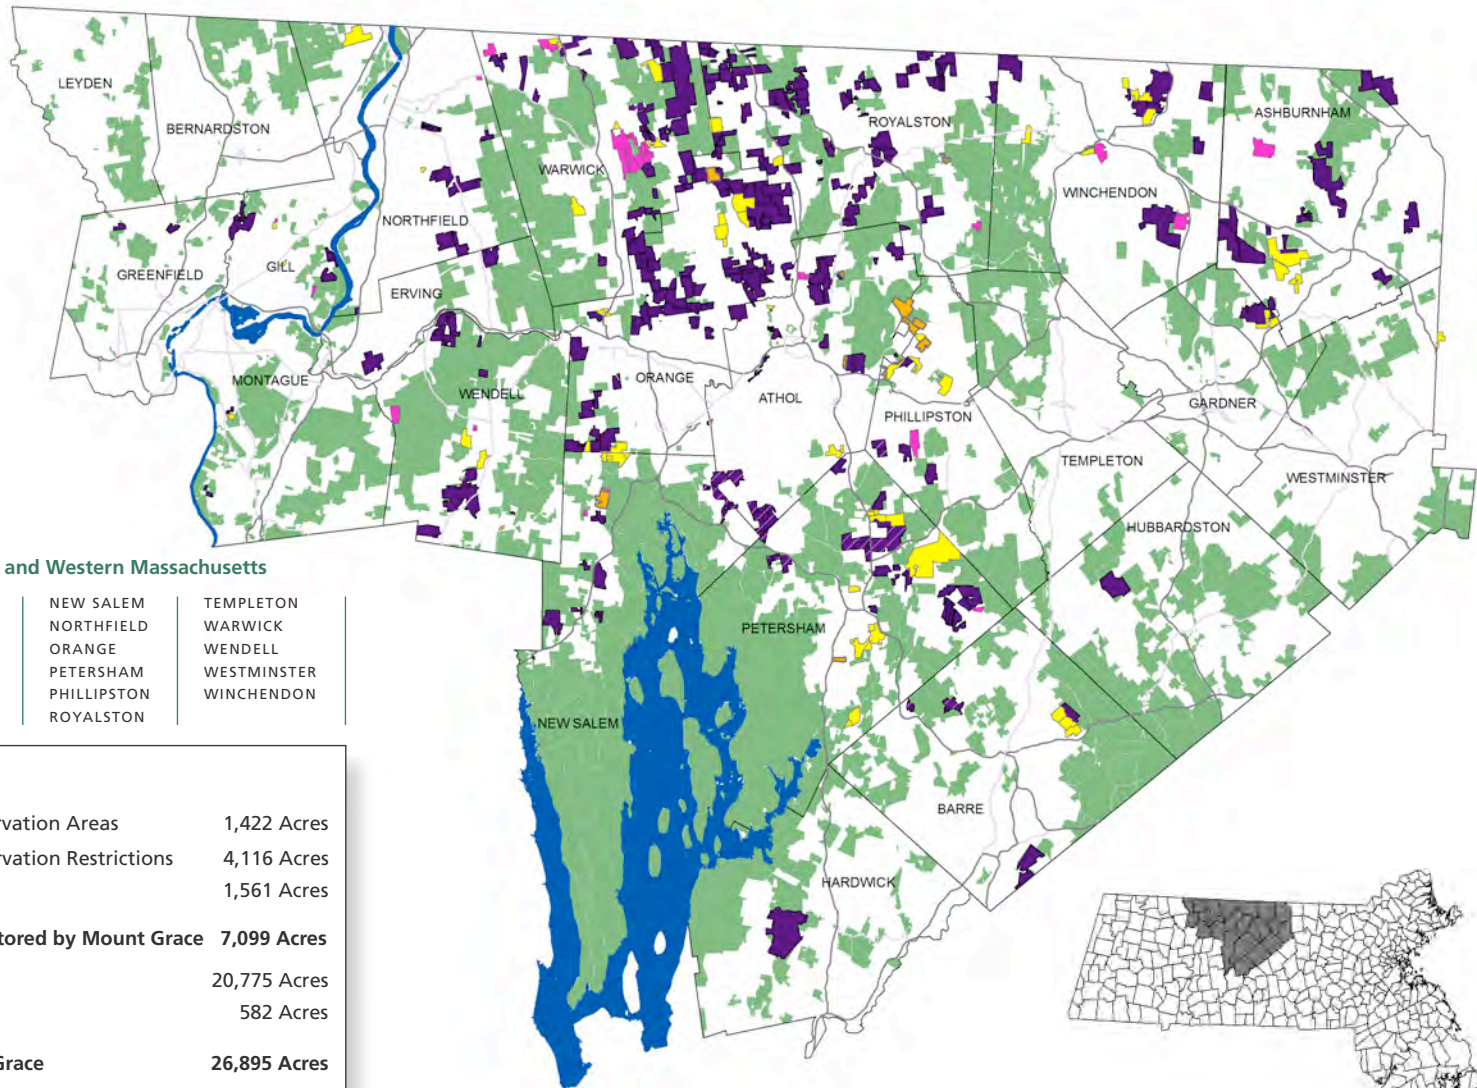 LEYDEN
BERNARDSTON
ROYALSTON
ASHBURNHAM
WARWICK
WINCHENDON
NORTHFIELD
GREENFIELD
GILL
ERVING
MONTAGUE
WENDELL
ORANGE
ATHOL
PHILLIPSTON
GARDNER
TEMPLETON
WESTMINSTER
HUBBARDSTON
PETERSHAM
NEW SALEM
BARRE
HARDWICK
and Western Massachusetts
NEW SALEM
NORTHFIELD
ORANGE
PETERSHAM
PHILLIPSTON
ROYALSTON
TEMPLETON
WARWICK
WENDELL
WESTMINSTER
WINCHENDON
rvation Areas 1,422 Acres
rvation Restrictions 4,116 Acres
1,561 Acres
tored by Mount Grace 7,099 Acres
20,775 Acres
582 Acres
Grace 26,895 Acres